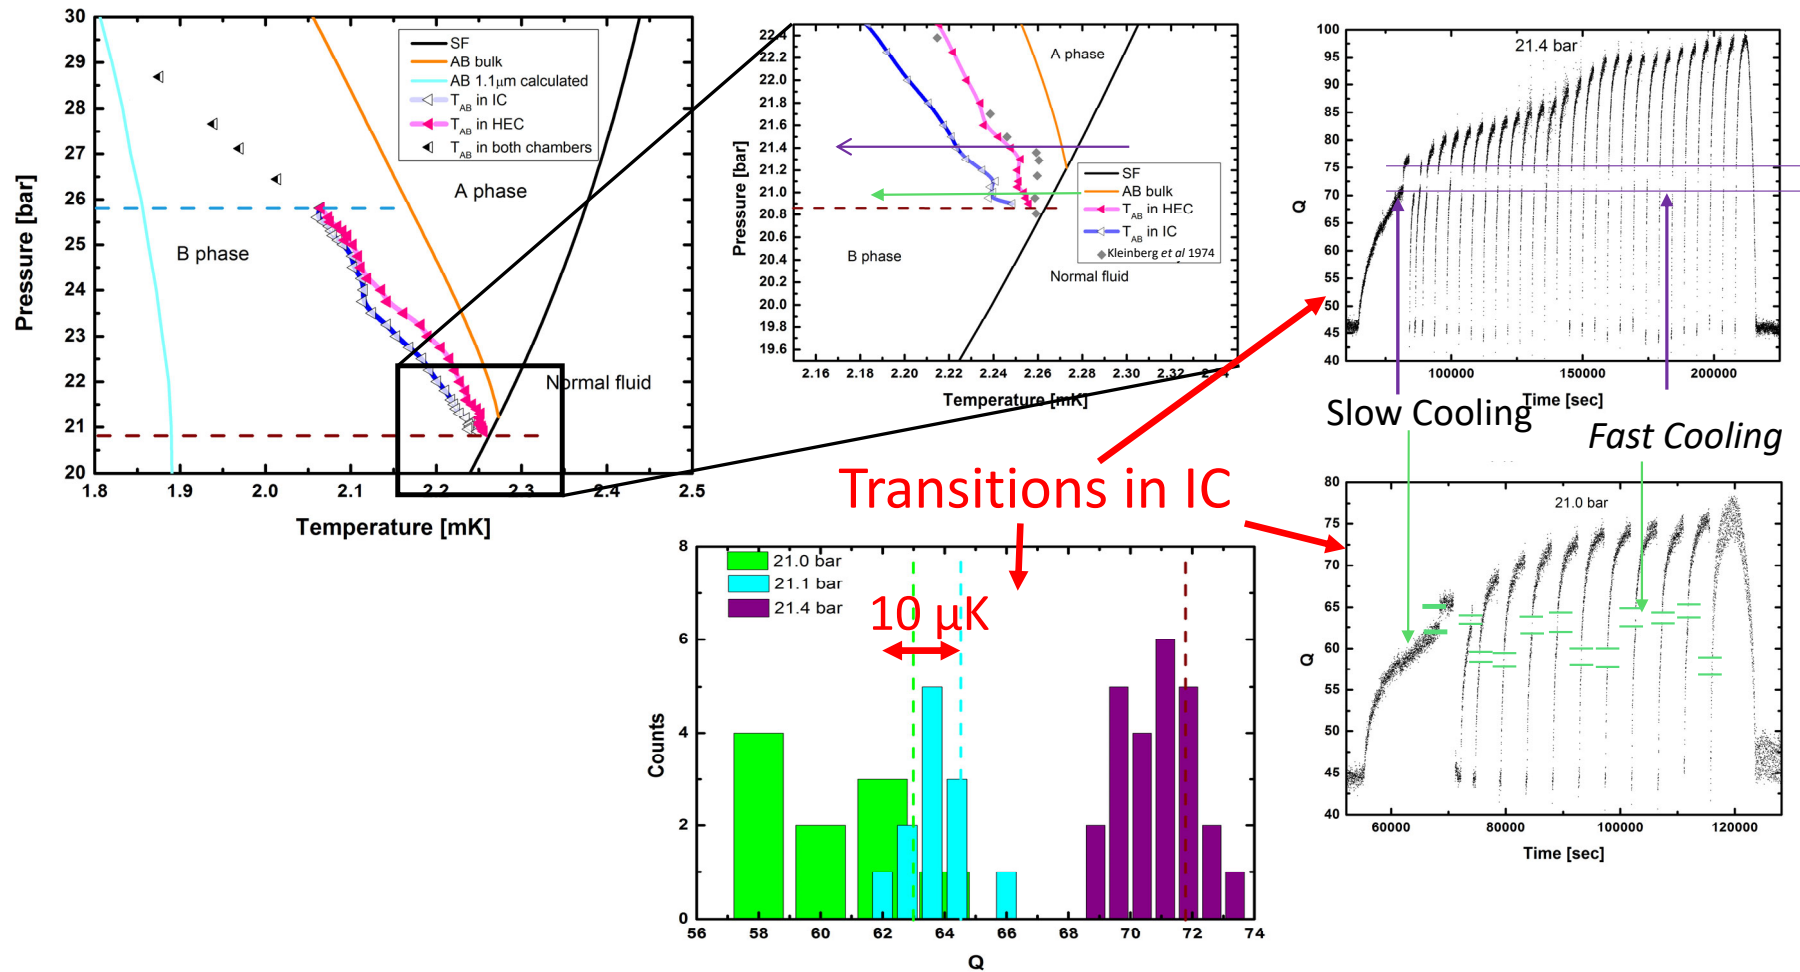 30
29
28
27
26
25
24
23
22
21
20
Pressure [bar]
1.8
1.9
2.0
2.1
2.2
2.3
2.4
2.5
Temperature [mK]
SF
AB bulk
AB 1.1μm calculated
T_AB in IC
T_AB in HEC
T_AB in both chambers
A phase
B phase
Normal fluid
22.4
22.2
22.0
21.8
21.6
21.4
21.2
21.0
20.8
20.6
20.4
20.2
20.0
19.8
19.6
Pressure [bar]
2.16
2.18
2.20
2.22
2.24
2.26
2.28
2.30
2.32
2.34
Temperature [mK]
A phase
B phase
Normal fluid
SF
AB bulk
T_AB in HEC
T_AB in IC
Kleinberg et al 1974
100
95
90
85
80
75
70
65
60
55
50
45
40
Q
21.4 bar
100000
150000
200000
Time [sec]
Slow Cooling
Fast Cooling
Transitions in IC
8
6
4
2
0
Counts
21.0 bar
21.1 bar
21.4 bar
10 μK
56
58
60
62
64
66
68
70
72
74
Q
80
75
70
65
60
55
50
45
40
Q
21.0 bar
60000
80000
100000
120000
Time [sec]